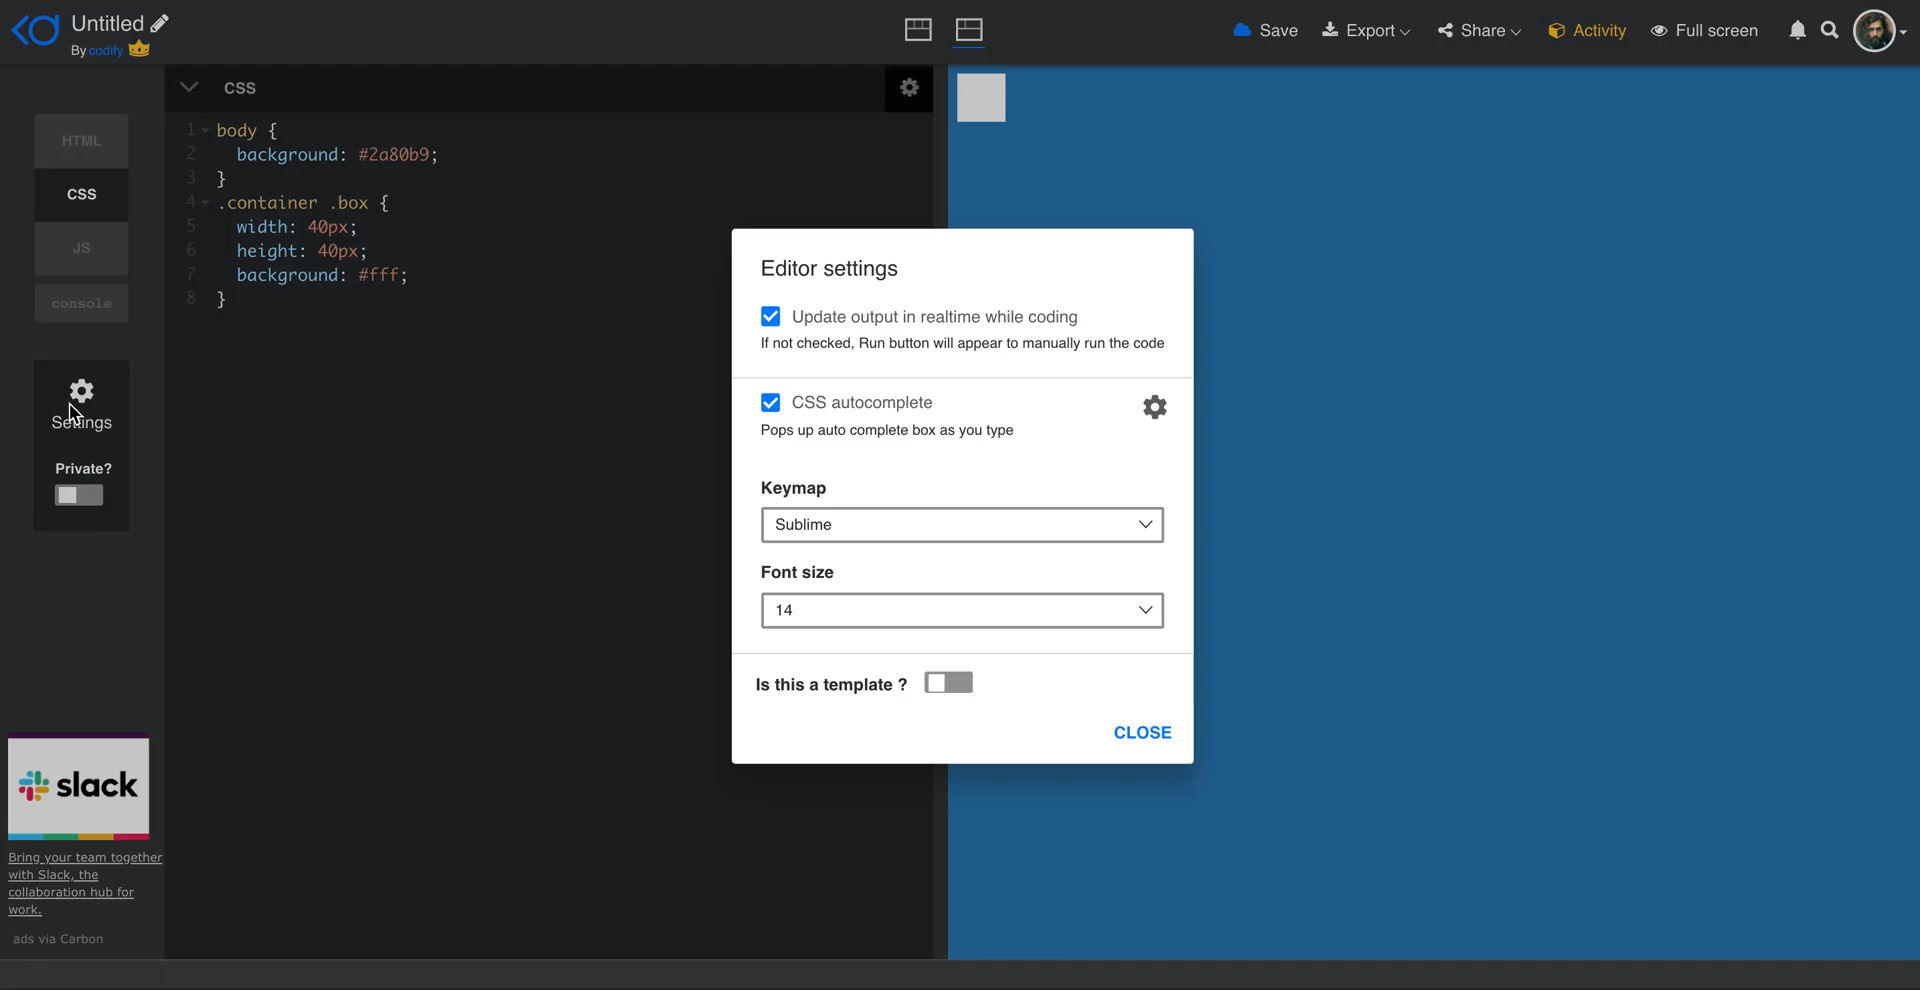 Untitled
By codify
Save
Export
Share
Activity
Full screen
HTML
CSS
JS
console
Settings
Private?
CSS
1 body {
2 background: #2a80b9;
3 }
4 .container .box {
5 width: 40px;
6 height: 40px;
7 background: #fff;
8 }
Editor settings
Update output in realtime while coding
If not checked, Run button will appear to manually run the code
CSS autocomplete
Pops up auto complete box as you type
Keymap
Sublime
Font size
14
Is this a template ?
CLOSE
slack
Bring your team together
with Slack, the
collaboration hub for
work.
ads via Carbon